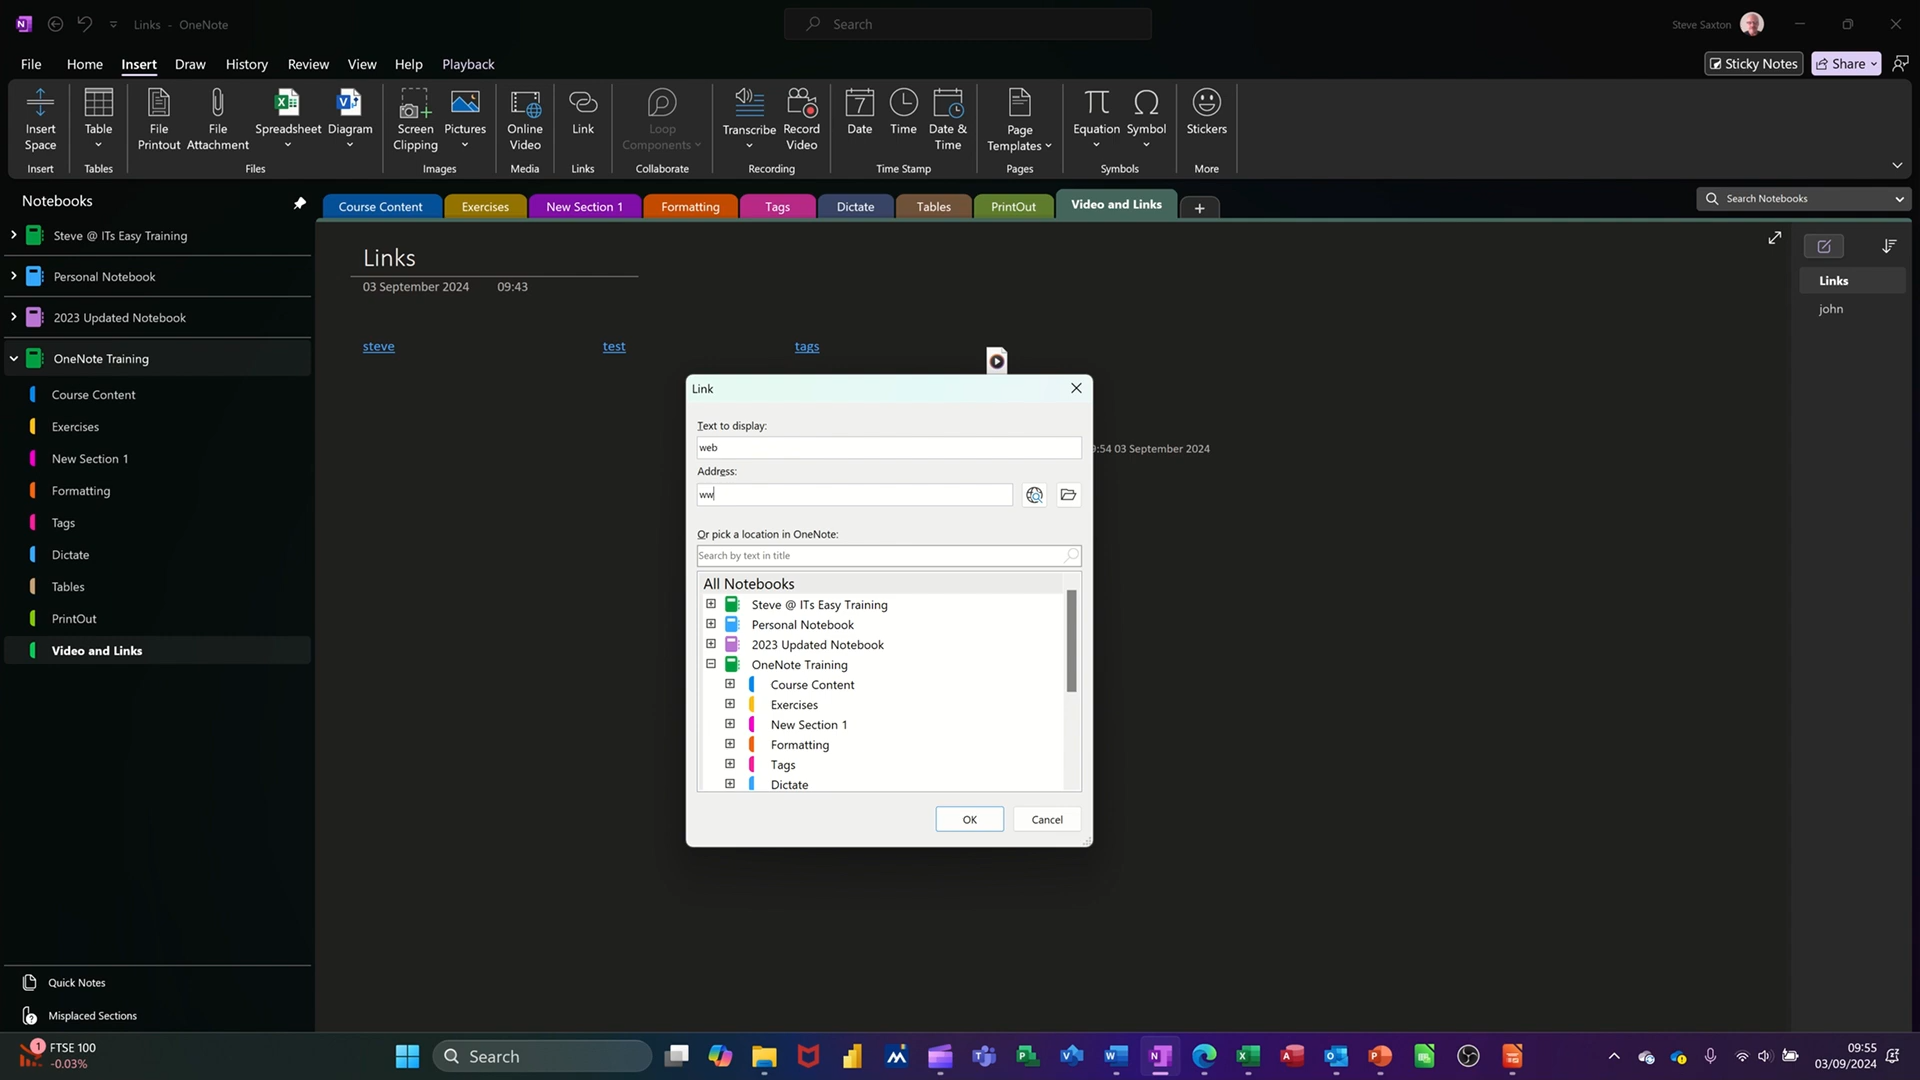 Links - OneNote
Search
Steve Saxton
File Home Insert Draw History Review View Help Playback
Sticky Notes Share
Insert Space
Table
File Printout
File Attachment
Spreadsheet
Diagram
Screen Clipping
Pictures
Online Video
Link
Loop Components
Transcribe
Record Video
Date
Time
Date & Time
Page Templates
Equation
Symbol
Stickers
Insert Tables Files Images Media Links Collaborate Recording Time Stamp Pages Symbols More
Notebooks
Course Content Exercises New Section 1 Formatting Tags Dictate Tables PrintOut Video and Links +
Search Notebooks
Steve @ ITs Easy Training
Personal Notebook
2023 Updated Notebook
OneNote Training
Course Content
Exercises
New Section 1
Formatting
Tags
Dictate
Tables
PrintOut
Video and Links
Quick Notes
Misplaced Sections
Links
03 September 2024 09:43
steve test tags
Links
john
Link
Text to display:
web
Address:
ww
:54 03 September 2024
Or pick a location in OneNote:
Search by text in title
All Notebooks
Steve @ ITs Easy Training
Personal Notebook
2023 Updated Notebook
OneNote Training
Course Content
Exercises
New Section 1
Formatting
Tags
Dictate
OK Cancel
1
FTSE 100
-0.03%
Search
09:55
03/09/2024